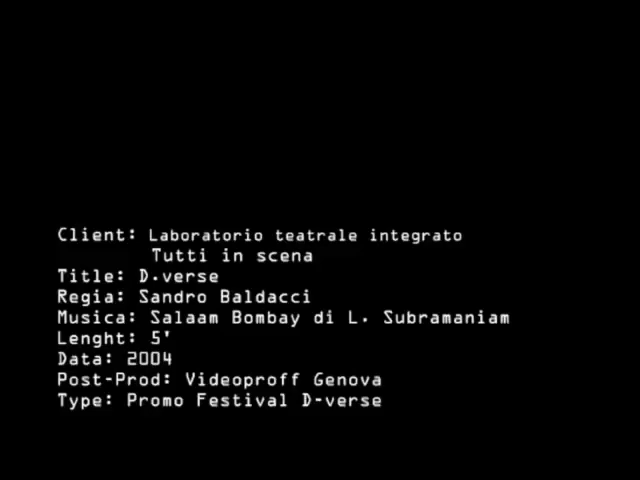 Client: Laboratorio teatrale integrato
Tutti in scena
Title: D.verse
Regia: Sandro Baldacci
Musica: Salaam Bombay di L. Subramaniam
Lenght: 5'
Data: 2004
Post-Prod: Videoproff Genova
Type: Promo Festival D-verse